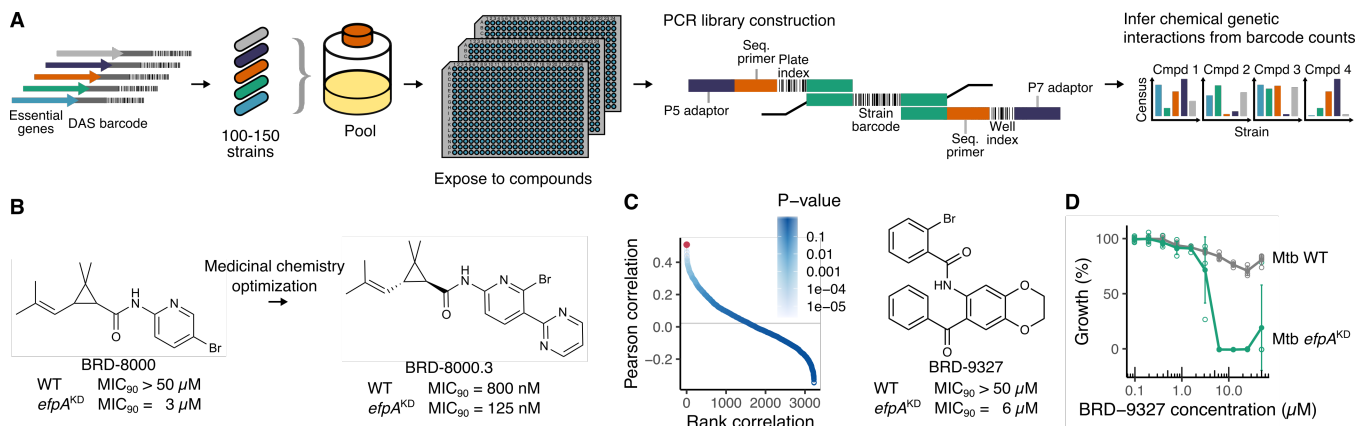 A
Essential
genes
DAS barcode
100-150
strains
Pool
Expose to compounds
PCR library construction
Seq.
primer
Plate
index
P5 adaptor
Strain
barcode
P7 adaptor
Seq.
primer
Well
index
Infer chemical genetic
interactions from barcode counts
Cmpd 1 Cmpd 2 Cmpd 3 Cmpd 4
Census
Strain
B
H
N
N
O
Br
BRD-8000
WT MIC90 > 50 µM
efpAKD MIC90 = 3 µM
Medicinal chemistry
optimization
H
N
N
Br
O
N
N
BRD-8000.3
WT MIC90 = 800 nM
efpAKD MIC90 = 125 nM
C
P−value
0.1
0.01
0.001
1e−04
1e−05
Pearson correlation
0.4
0.2
0.0
−0.2
0 1000 2000 3000
Rank correlation
Br
O
NH
O
O
O
BRD-9327
WT MIC90 > 50 µM
efpAKD MIC90 = 6 µM
D
Growth (%)
100
50
0
0.1 1.0 10.0
BRD−9327 concentration (µM)
Mtb WT
Mtb efpAKD